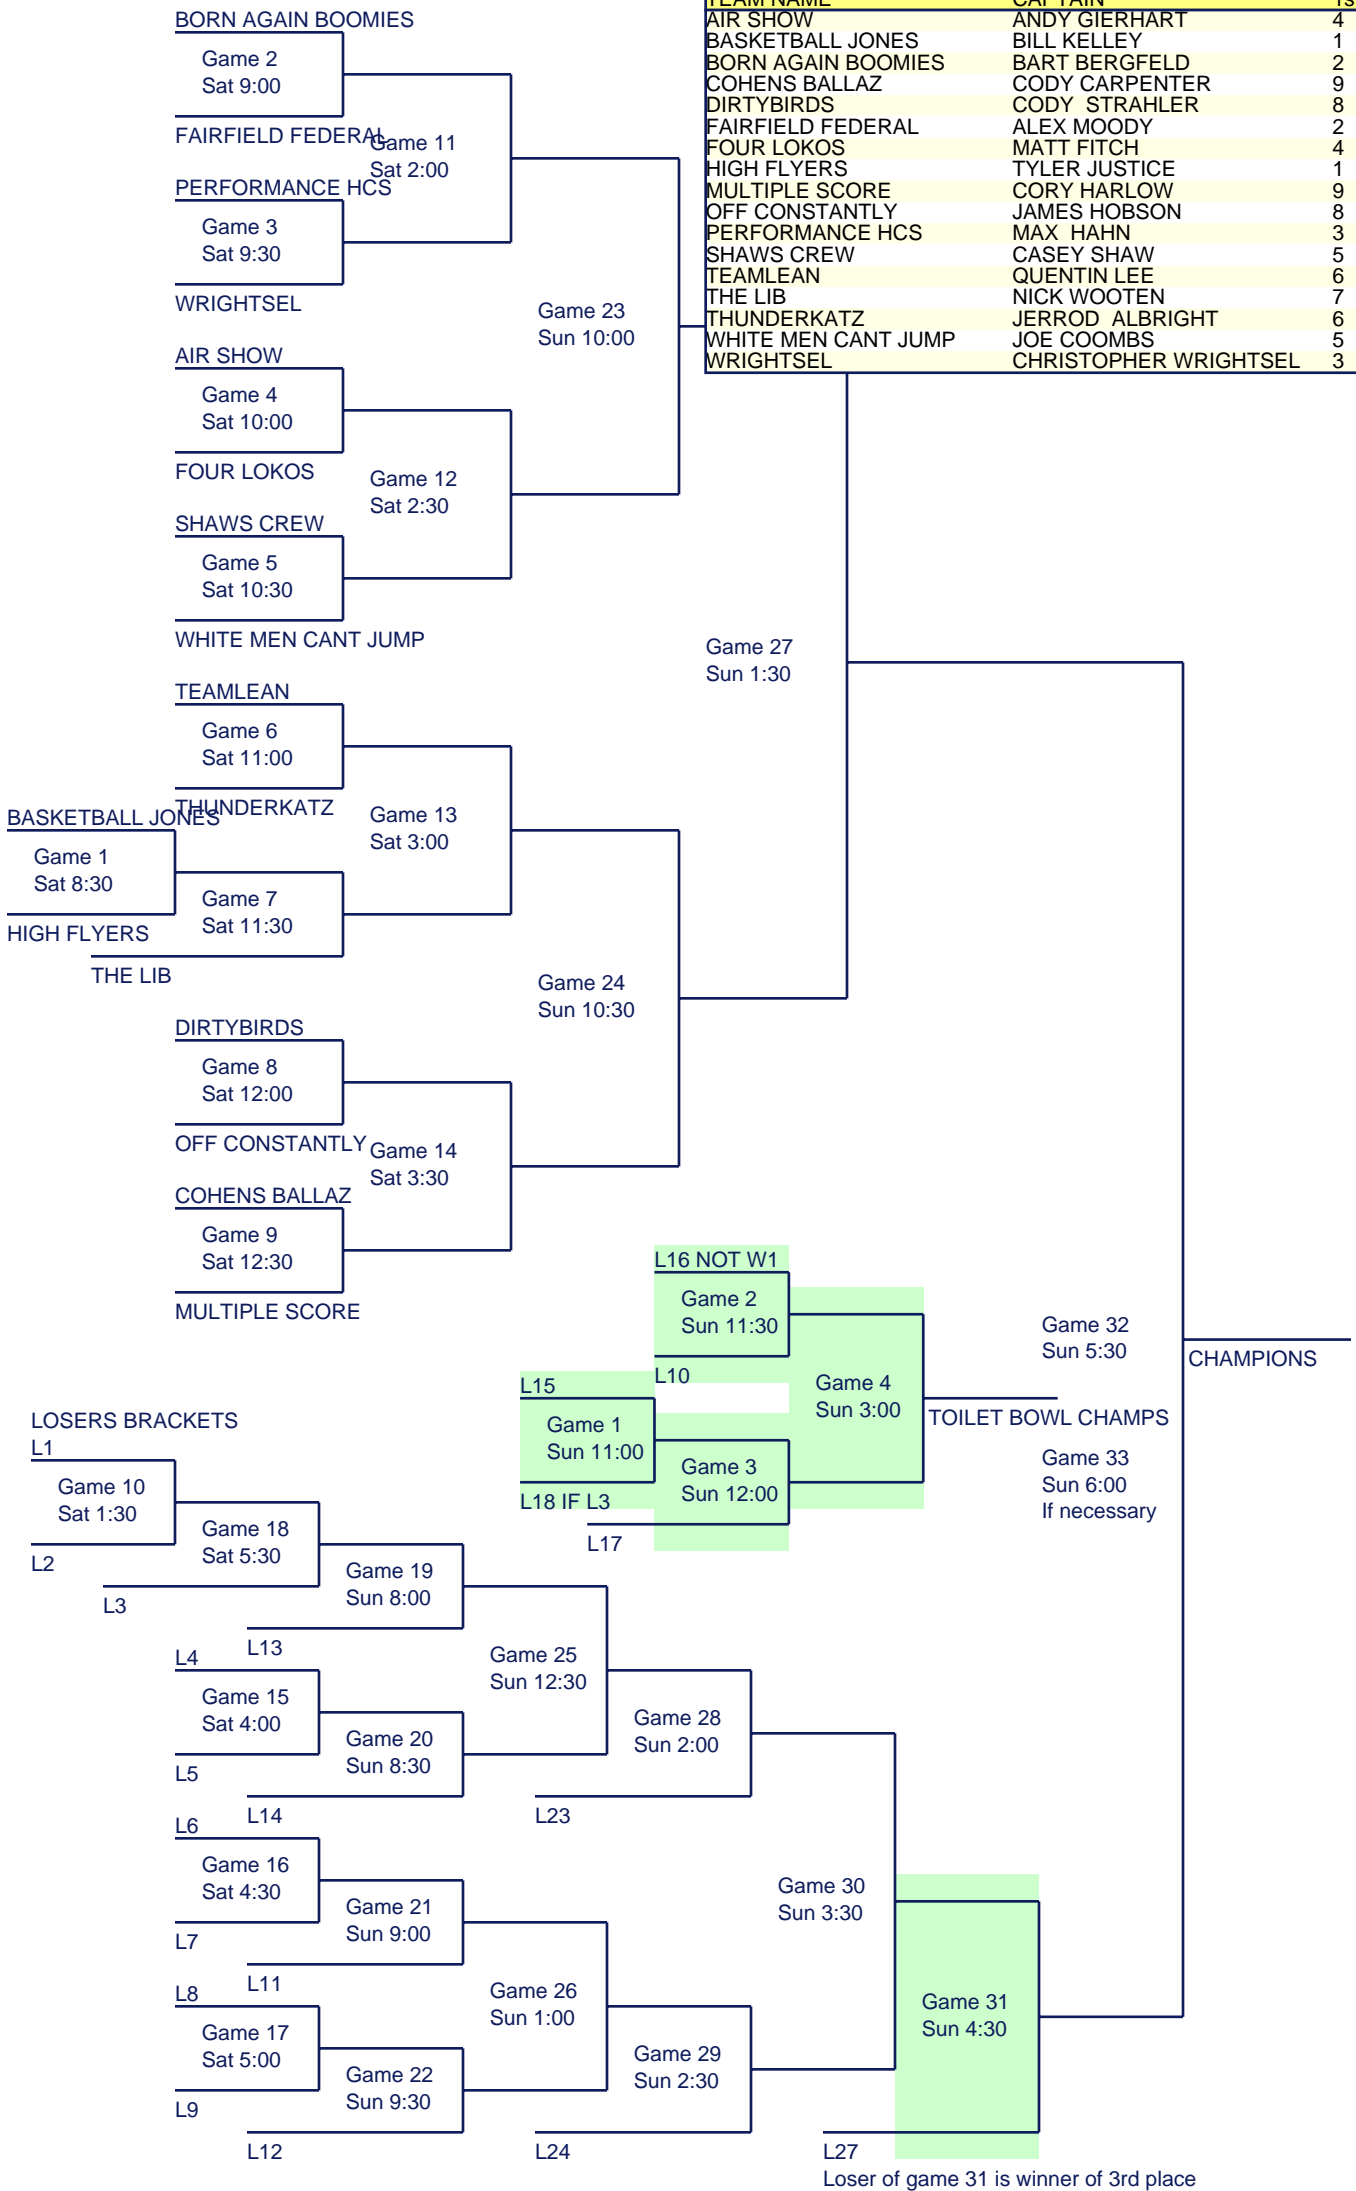 TEAM NAME CAPTAIN
AIR SHOW ANDY GIERHART 4
BASKETBALL JONES BILL KELLEY 1
BORN AGAIN BOOMIES BART BERGFELD 2
COHENS BALLAZ CODY CARPENTER 9
DIRTYBIRDS CODY STRAHLER 8
FAIRFIELD FEDERAL ALEX MOODY 2
FOUR LOKOS MATT FITCH 4
HIGH FLYERS TYLER JUSTICE 1
MULTIPLE SCORE CORY HARLOW 9
OFF CONSTANTLY JAMES HOBSON 8
PERFORMANCE HCS MAX HAHN 3
SHAWS CREW CASEY SHAW 5
TEAMLEAN QUENTIN LEE 6
THE LIB NICK WOOTEN 7
THUNDERKATZ JERROD ALBRIGHT 6
WHITE MEN CANT JUMP JOE COOMBS 5
WRIGHTSEL CHRISTOPHER WRIGHTSEL 3
BORN AGAIN BOOMIES
Game 2
Sat 9:00
FAIRFIELD FEDERAL
Game 11
Sat 2:00
PERFORMANCE HCS
Game 3
Sat 9:30
WRIGHTSEL
Game 23
Sun 10:00
AIR SHOW
Game 4
Sat 10:00
FOUR LOKOS
Game 12
Sat 2:30
SHAWS CREW
Game 5
Sat 10:30
WHITE MEN CANT JUMP
Game 27
Sun 1:30
TEAMLEAN
Game 6
Sat 11:00
THUNDERKATZ
BASKETBALL JONES
Game 13
Sat 3:00
Game 1
Sat 8:30
Game 7
Sat 11:30
HIGH FLYERS
THE LIB
Game 24
Sun 10:30
DIRTYBIRDS
Game 8
Sat 12:00
OFF CONSTANTLY
Game 14
Sat 3:30
COHENS BALLAZ
Game 9
Sat 12:30
MULTIPLE SCORE
L16 NOT W1
Game 2
Sun 11:30
L10
Game 32
Sun 5:30
CHAMPIONS
L15
Game 1
Sun 11:00
L18 IF L3
Game 4
Sun 3:00
TOILET BOWL CHAMPS
Game 3
Sun 12:00
L17
Game 33
Sun 6:00
If necessary
LOSERS BRACKETS
L1
Game 10
Sat 1:30
L2
Game 18
Sat 5:30
L3
Game 19
Sun 8:00
L13
L4
Game 15
Sat 4:00
L5
Game 25
Sun 12:30
Game 20
Sun 8:30
L14
Game 28
Sun 2:00
L23
L6
Game 16
Sat 4:30
L7
Game 21
Sun 9:00
L11
Game 30
Sun 3:30
L8
Game 17
Sat 5:00
L9
Game 26
Sun 1:00
Game 31
Sun 4:30
Game 22
Sun 9:30
L12
Game 29
Sun 2:30
L24
L27
Loser of game 31 is winner of 3rd place